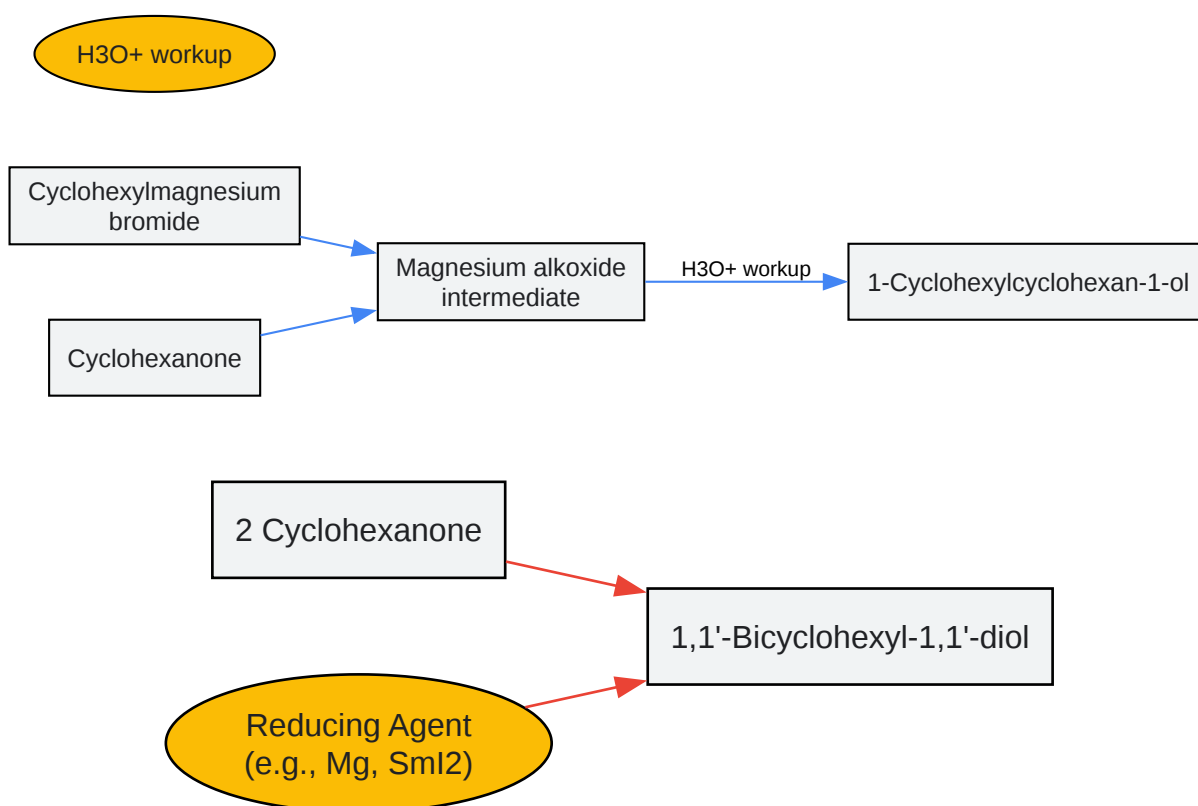 H3O+ workup
Cyclohexylmagnesium
bromide
Magnesium alkoxide
intermediate
H3O+ workup
1-Cyclohexylcyclohexan-1-ol
Cyclohexanone
2 Cyclohexanone
1,1'-Bicyclohexyl-1,1'-diol
Reducing Agent
(e.g., Mg, SmI2)